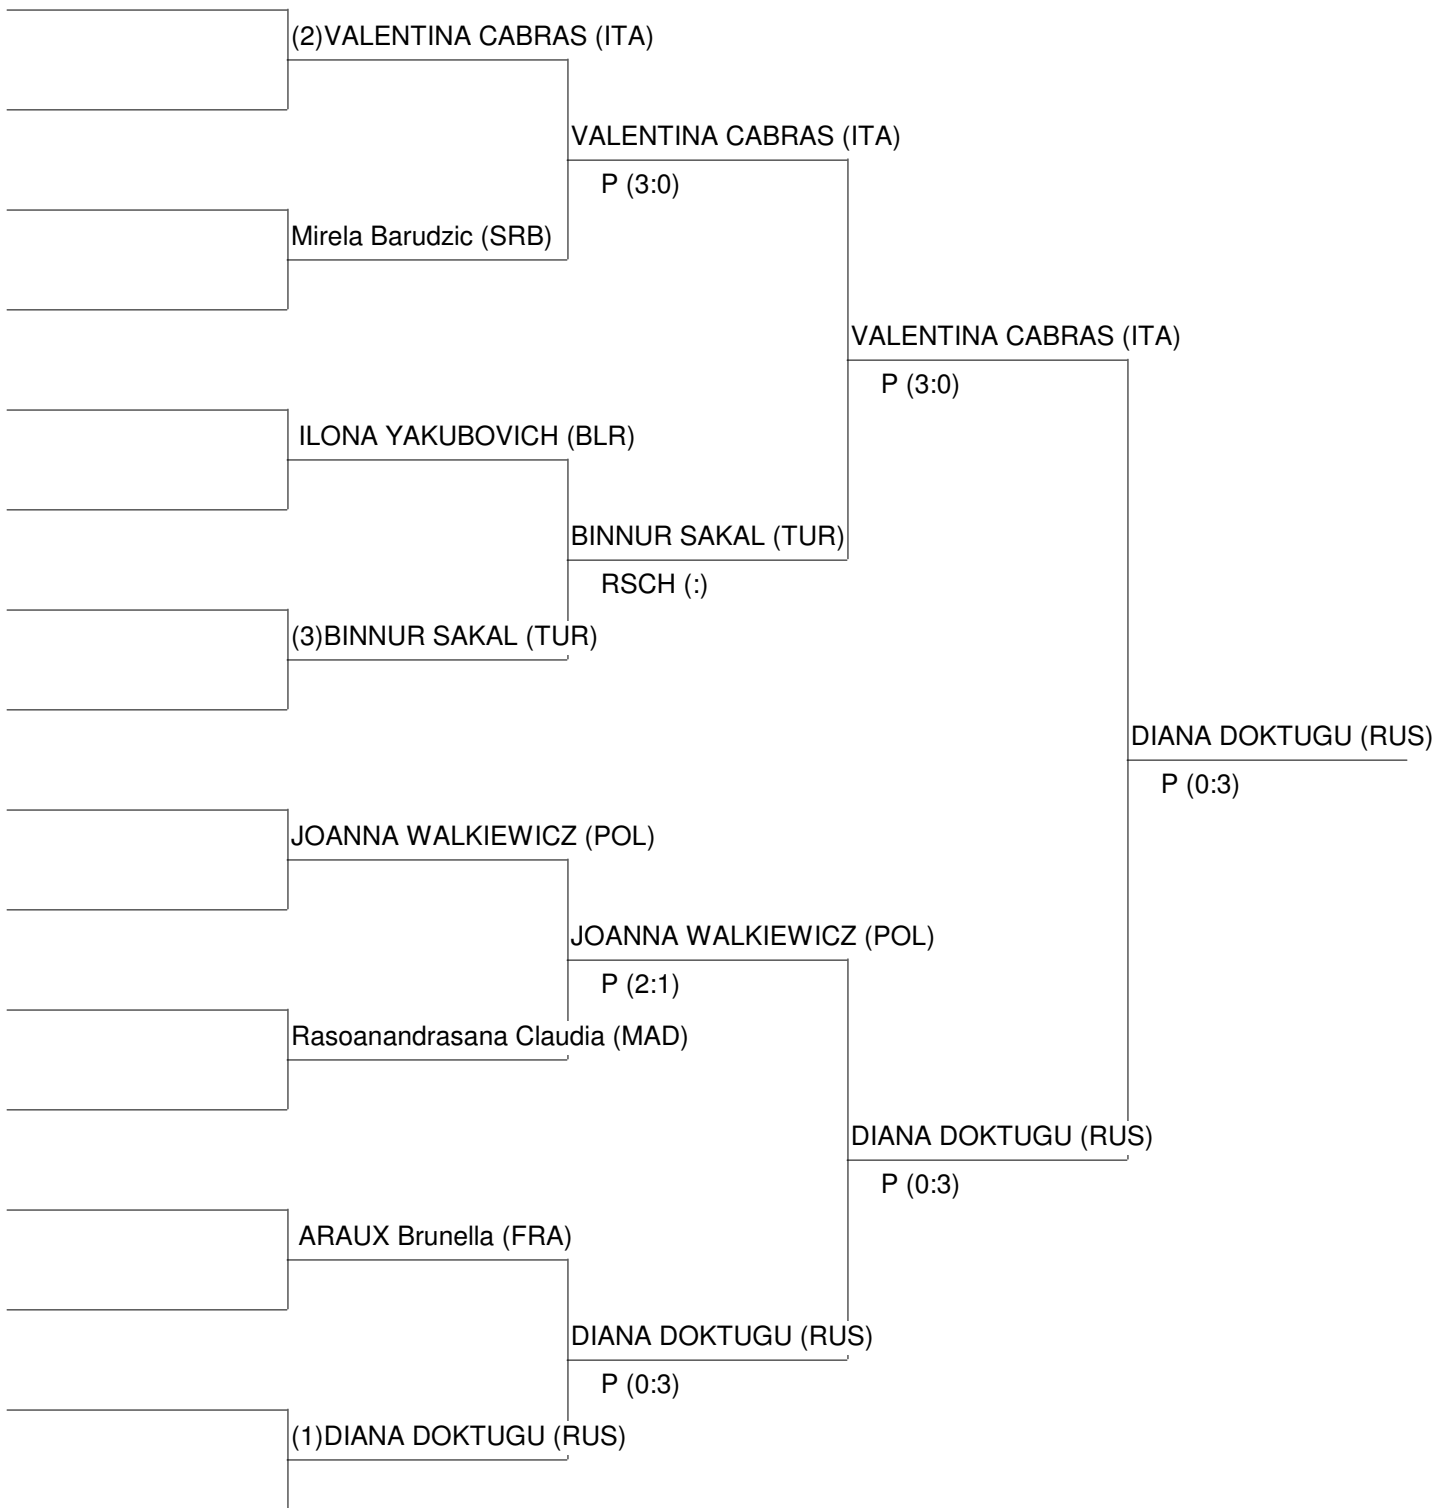 (2)VALENTINA CABRAS (ITA)
VALENTINA CABRAS (ITA)
P (3:0)
Mirela Barudzic (SRB)
VALENTINA CABRAS (ITA)
P (3:0)
ILONA YAKUBOVICH (BLR)
BINNUR SAKAL (TUR)
RSCH (:)
(3)BINNUR SAKAL (TUR)
DIANA DOKTUGU (RUS)
P (0:3)
JOANNA WALKIEWICZ (POL)
JOANNA WALKIEWICZ (POL)
P (2:1)
Rasoanandrasana Claudia (MAD)
DIANA DOKTUGU (RUS)
P (0:3)
ARAUX Brunella (FRA)
DIANA DOKTUGU (RUS)
P (0:3)
(1)DIANA DOKTUGU (RUS)